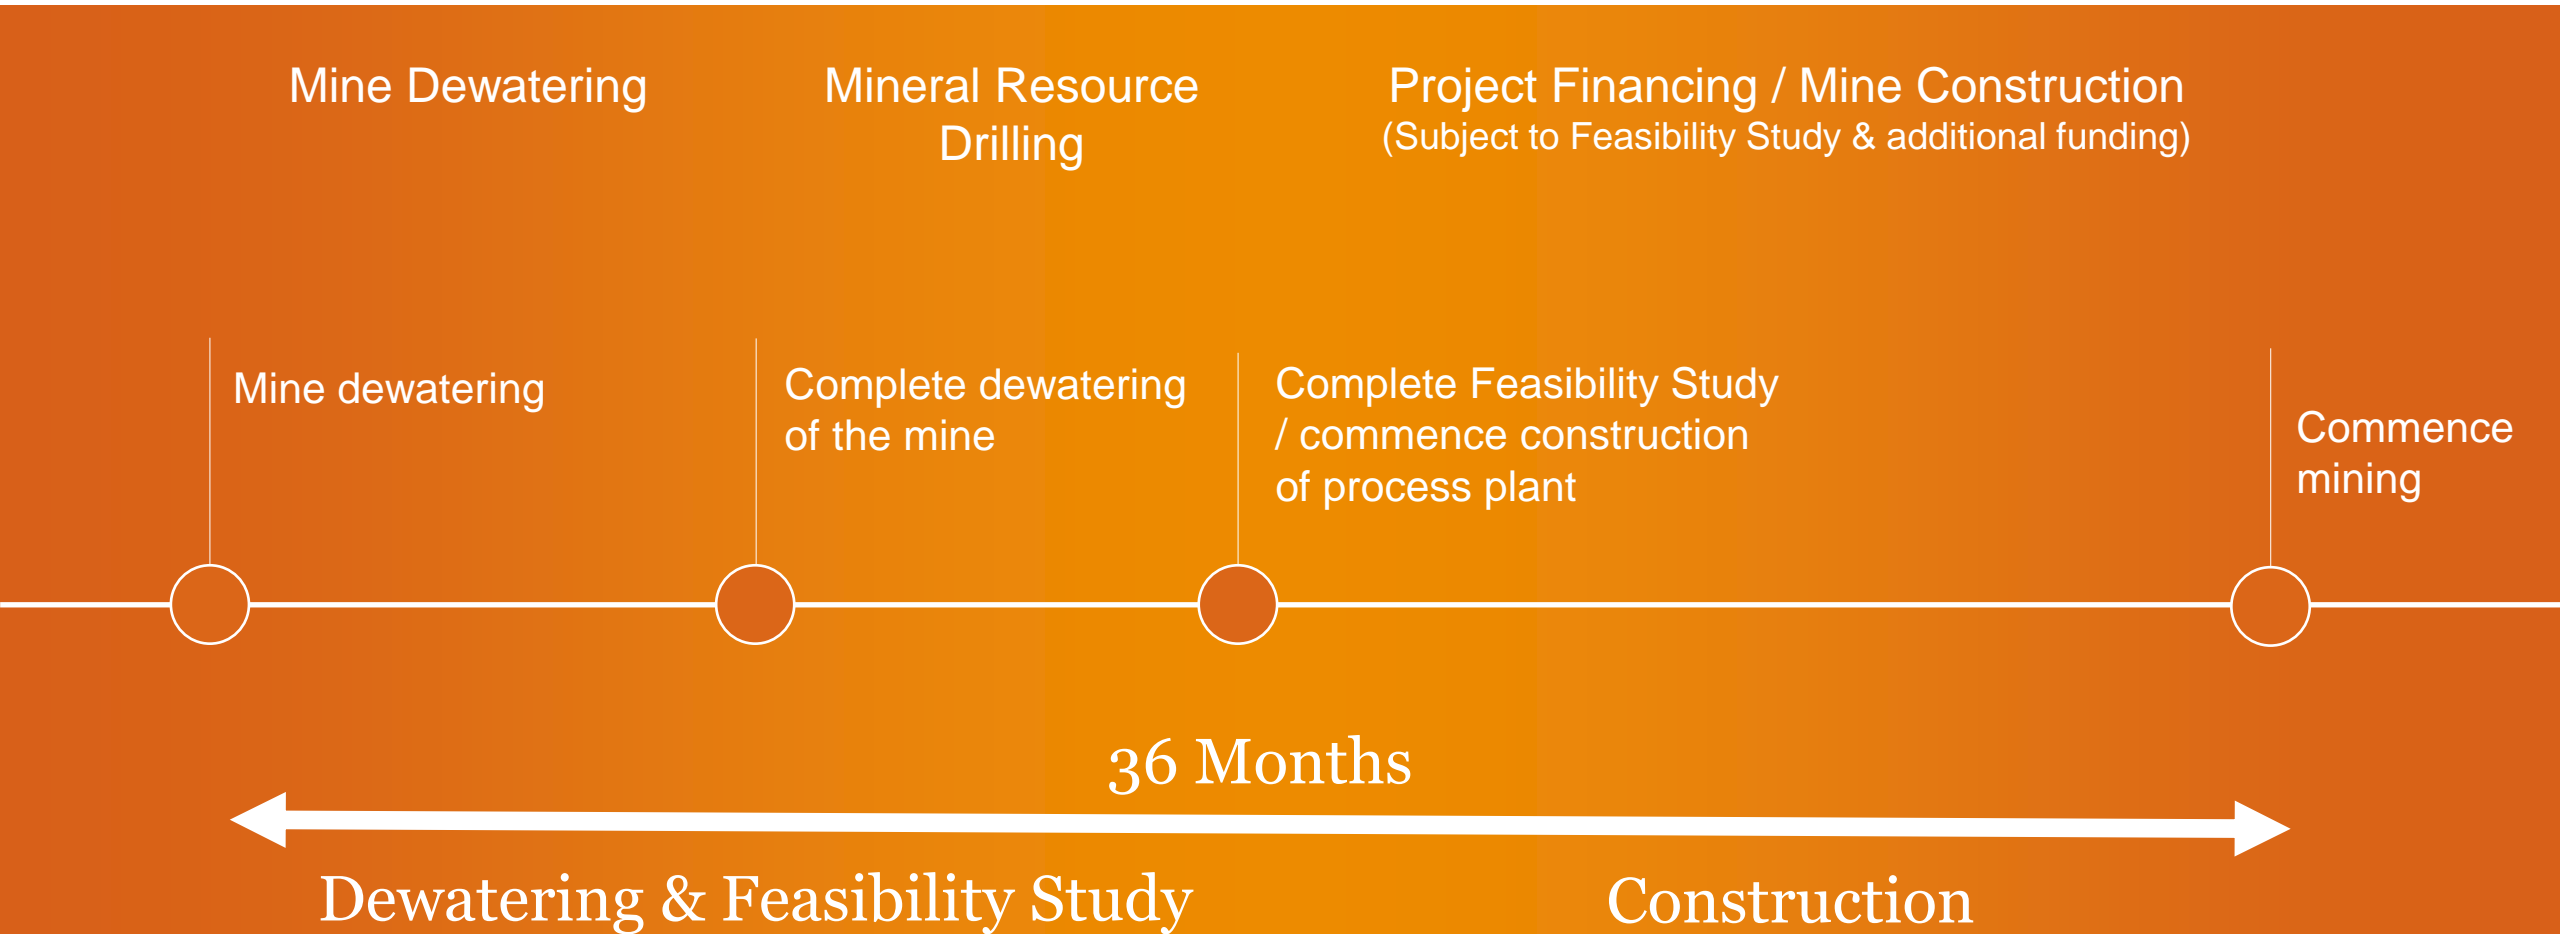 Mine Dewatering
Mineral Resource
Drilling
Project Financing / Mine Construction
(Subject to Feasibility Study & additional funding)
Mine dewatering
Complete dewatering
of the mine
Complete Feasibility Study
/ commence construction
of process plant
Commence
mining
36 Months
Dewatering & Feasibility Study
Construction